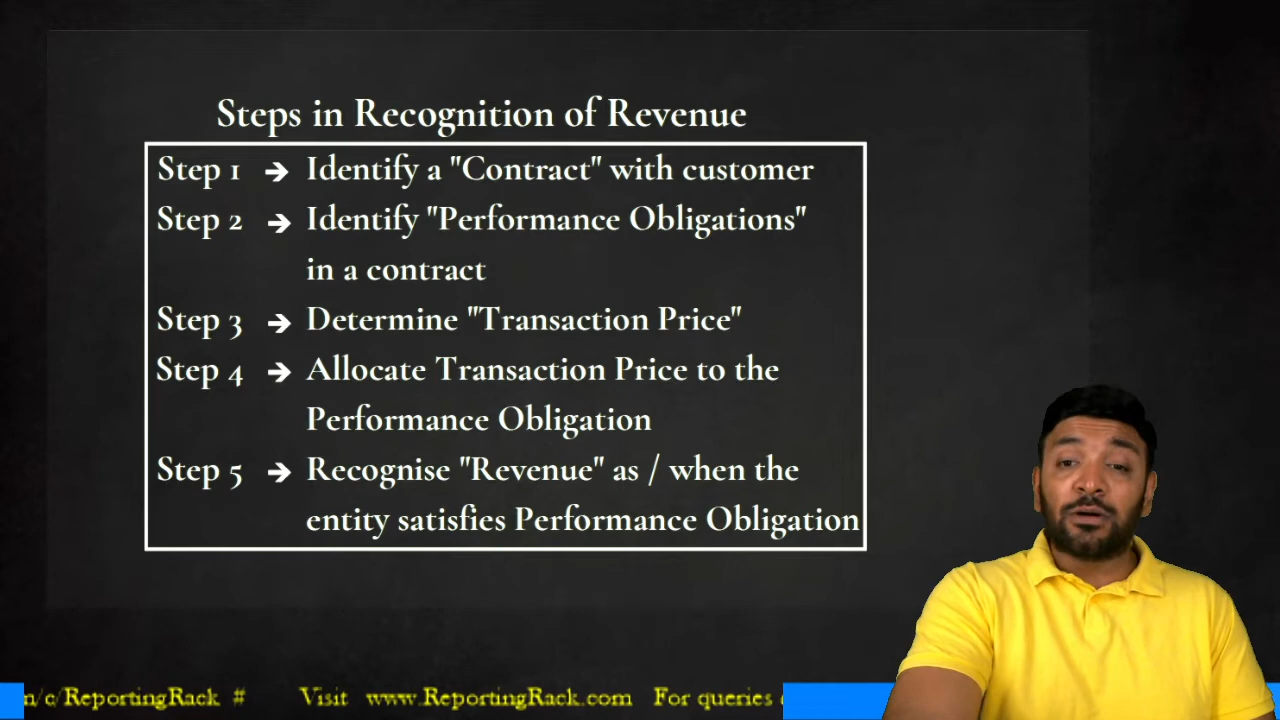 Steps in Recognition of Revenue
Step 1 → Identify a "Contract" with customer
Step 2 → Identify "Performance Obligations"
in a contract
Step 3 → Determine "Transaction Price"
Step 4 → Allocate Transaction Price to the
Performance Obligation
Step 5 → Recognise "Revenue" as / when the
entity satisfies Performance Obligation
/c/ReportingRack # Visit www.ReportingRack.com For queries